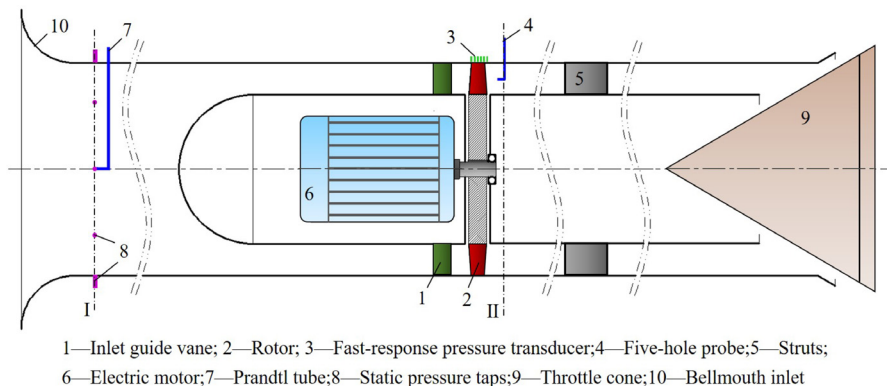 10
7
3
4
5
9
6
8
I
1
2
II
1—Inlet guide vane; 2—Rotor; 3—Fast-response pressure transducer;4—Five-hole probe;5—Struts;
6—Electric motor;7—Prandtl tube;8—Static pressure taps;9—Throttle cone;10—Bellmouth inlet